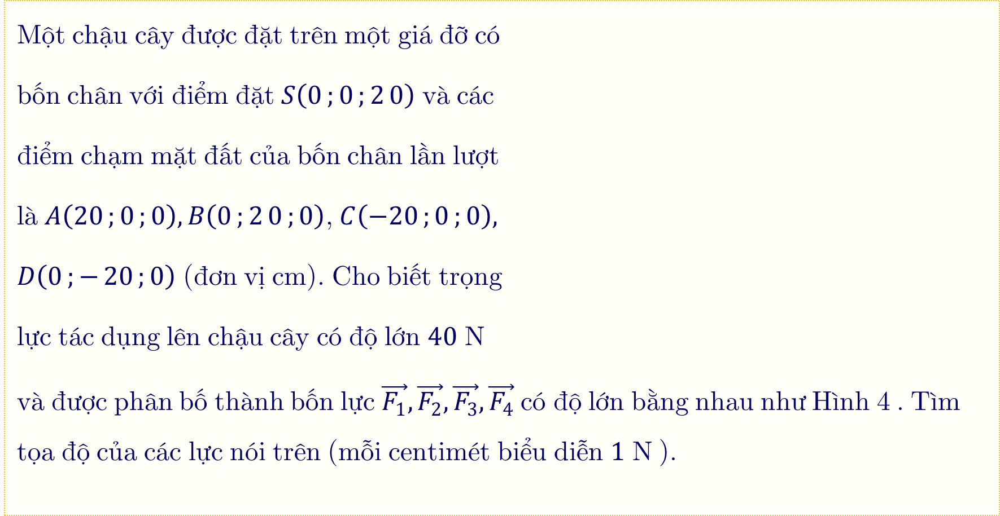 Một chậu cây được đặt trên một giá đỡ có
bốn chân với điểm đặt S(0 ; 0 ; 2 0) và các
điểm chạm mặt đất của bốn chân lần lượt
là A(20 ; 0 ; 0), B(0 ; 2 0 ; 0), C(−20 ; 0 ; 0),
D(0 ; − 20 ; 0) (đơn vị cm). Cho biết trọng
lực tác dụng lên chậu cây có độ lớn 40 N
và được phân bố thành bốn lực $\overrightarrow{F_1}, \overrightarrow{F_2}, \overrightarrow{F_3}, \overrightarrow{F_4}$ có độ lớn bằng nhau như Hình 4 . Tìm
tọa độ của các lực nói trên (mỗi centimét biểu diễn 1 N ).